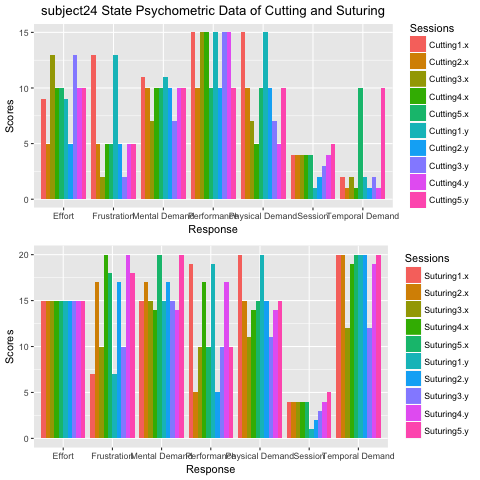 subject24 State Psychometric Data of Cutting and Suturing
Scores
15
10
5
0
Effort Frustration Mental Demand Performance Physical Demand Session Temporal Demand
Response
Sessions
Cutting1.x
Cutting2.x
Cutting3.x
Cutting4.x
Cutting5.x
Cutting1.y
Cutting2.y
Cutting3.y
Cutting4.y
Cutting5.y
Scores
20
15
10
5
0
Effort Frustration Mental Demand Performance Physical Demand Session Temporal Demand
Response
Sessions
Suturing1.x
Suturing2.x
Suturing3.x
Suturing4.x
Suturing5.x
Suturing1.y
Suturing2.y
Suturing3.y
Suturing4.y
Suturing5.y